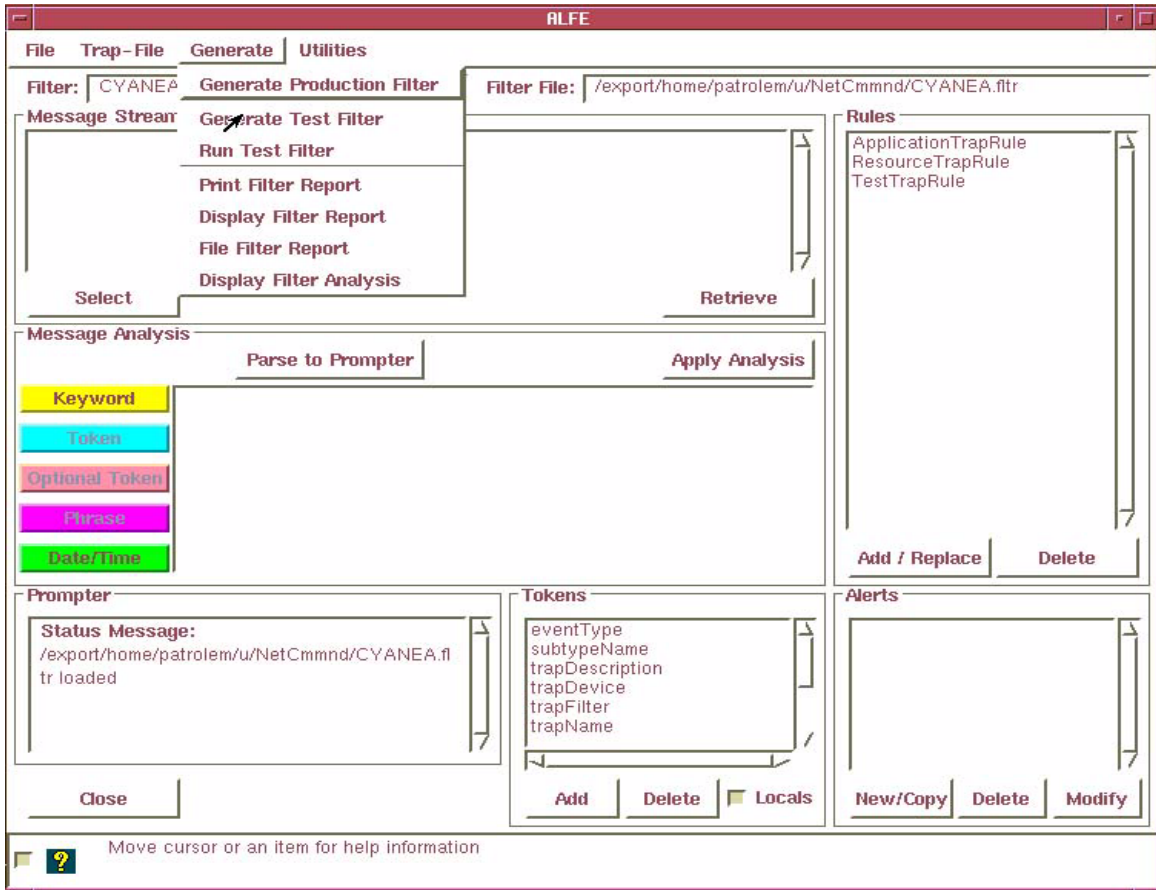 ALFE
File Trap-File Generate Utilities
Filter: CYANEA
Generate Production Filter
Filter File: /export/home/patrolem/u/NetCmmnd/CYANEA.fltr
Message Stream
Generate Test Filter
Run Test Filter
Print Filter Report
Display Filter Report
File Filter Report
Display Filter Analysis
Select
Retrieve
Rules
ApplicationTrapRule
ResourceTrapRule
TestTrapRule
Add / Replace Delete
Message Analysis
Parse to Prompter Apply Analysis
Keyword
Token
Optional Token
Phrase
Date/Time
Prompter
Status Message:
/export/home/patrolem/u/NetCmmnd/CYANEA.fl
tr loaded
Close
Tokens
eventType
subtypeName
trapDescription
trapDevice
trapFilter
trapName
Add Delete Locals
Alerts
New/Copy Delete Modify
? Move cursor or an item for help information